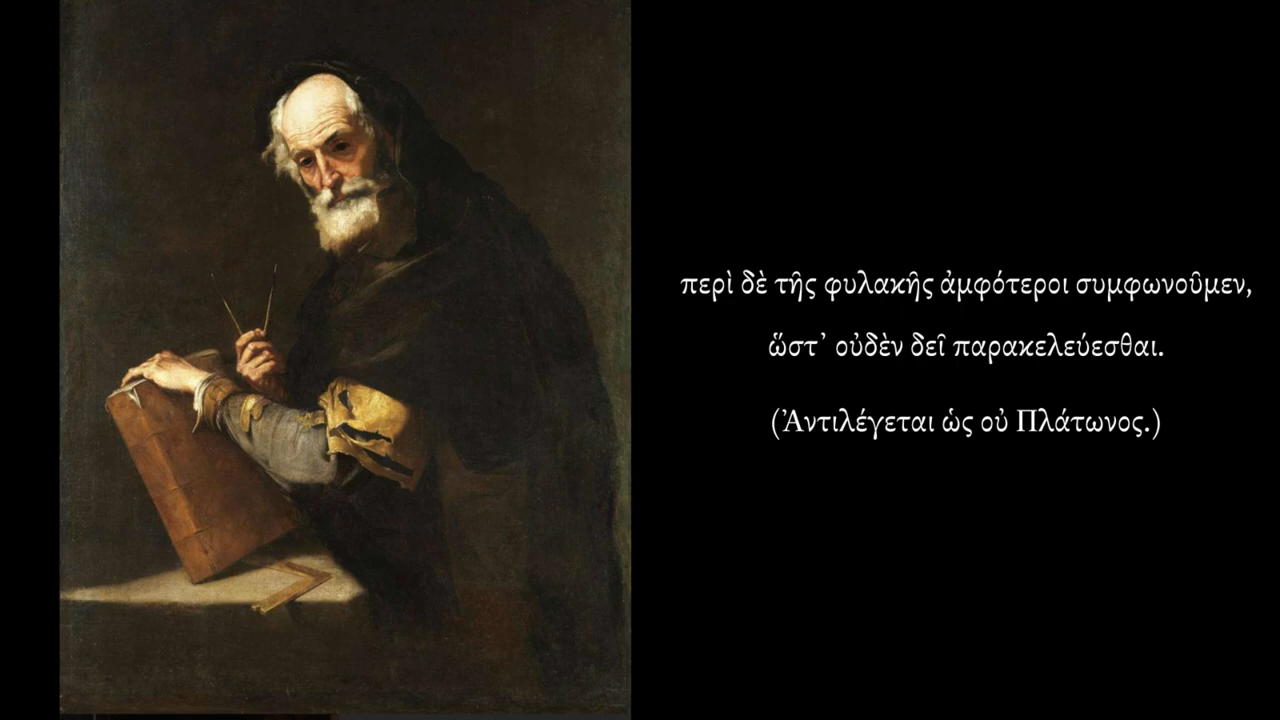 περὶ δὲ τῆς φυλακῆς ἀμφότεροι συμφωνοῦμεν,
ὥστ᾽ οὐδὲν δεῖ παρακελεύεσθαι.
(Ἀντιλέγεται ὡς οὐ Πλάτωνος.)